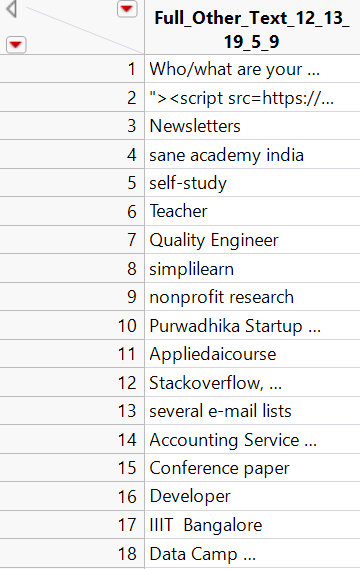 Full_Other_Text_12_13_
19_5_9
1 Who/what are your ...
2 "><script src=https://...
3 Newsletters
4 sane academy india
5 self-study
6 Teacher
7 Quality Engineer
8 simplilearn
9 nonprofit research
10 Purwadhika Startup ...
11 Appliedaicourse
12 Stackoverflow, ...
13 several e-mail lists
14 Accounting Service ...
15 Conference paper
16 Developer
17 IIIT  Bangalore
18 Data Camp ...